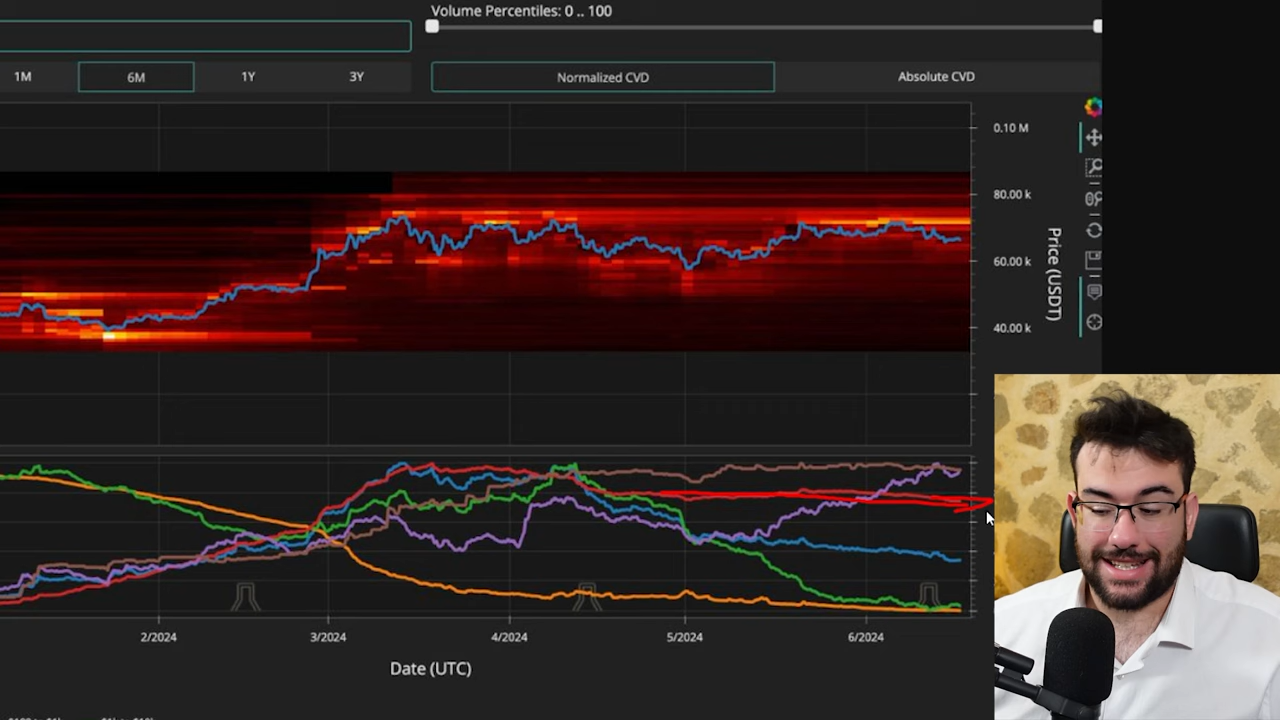 Volume Percentiles: 0 .. 100
1M 6M 1Y 3Y Normalized CVD Absolute CVD
0.10 M
80.00 k
60.00 k
40.00 k
Price (USDT)
2/2024 3/2024 4/2024 5/2024 6/2024
Date (UTC)